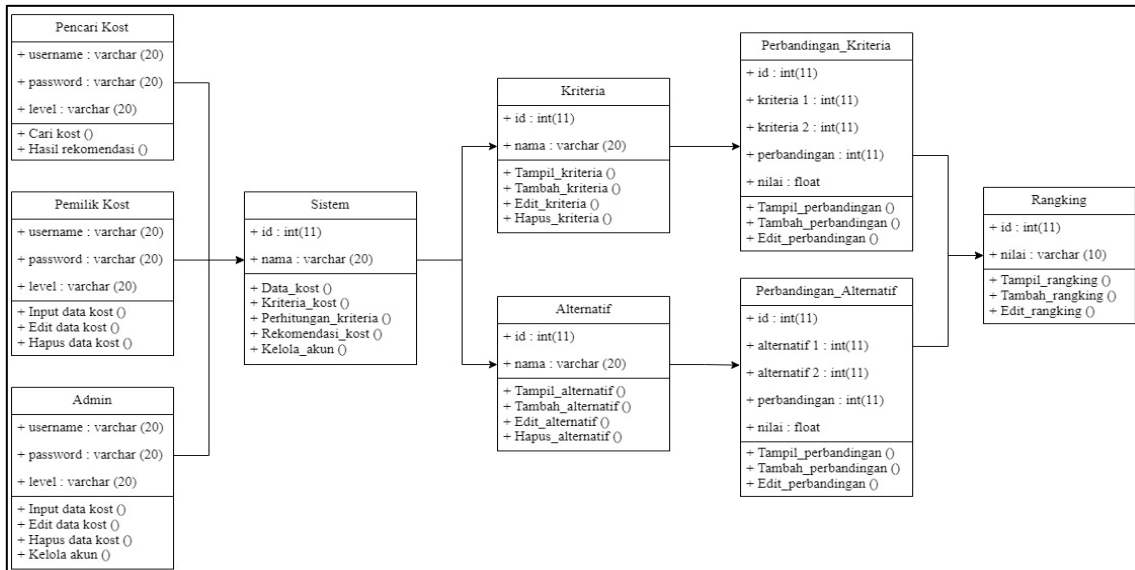 Pencari Kost
+ username : varchar (20)
+ password : varchar (20)
+ level : varchar (20)
+ Cari kost ()
+ Hasil rekomendasi ()
Pemilik Kost
+ username : varchar (20)
+ password : varchar (20)
+ level : varchar (20)
+ Input data kost ()
+ Edit data kost ()
+ Hapus data kost ()
Admin
+ username : varchar (20)
+ password : varchar (20)
+ level : varchar (20)
+ Input data kost ()
+ Edit data kost ()
+ Hapus data kost ()
+ Kelola akun ()
Sistem
+ id : int(11)
+ nama : varchar (20)
+ Data_kost ()
+ Kriteria_kost ()
+ Perhitungan_kriteria ()
+ Rekomendasi_kost ()
+ Kelola_akun ()
Kriteria
+ id : int(11)
+ nama : varchar (20)
+ Tampil_kriteria ()
+ Tambah_kriteria ()
+ Edit_kriteria ()
+ Hapus_kriteria ()
Alternatif
+ id : int(11)
+ nama : varchar (20)
+ Tampil_alternatif ()
+ Tambah_alternatif ()
+ Edit_alternatif ()
+ Hapus_alternatif ()
Perbandingan_Kriteria
+ id : int(11)
+ kriteria 1 : int(11)
+ kriteria 2 : int(11)
+ perbandingan : int(11)
+ nilai : float
+ Tampil_perbandingan ()
+ Tambah_perbandingan ()
+ Edit_perbandingan ()
Perbandingan_Alternatif
+ id : int(11)
+ alternatif 1 : int(11)
+ alternatif 2 : int(11)
+ perbandingan : int(11)
+ nilai : float
+ Tampil_perbandingan ()
+ Tambah_perbandingan ()
+ Edit_perbandingan ()
Rangking
+ id : int(11)
+ nilai : varchar (10)
+ Tampil_rangking ()
+ Tambah_rangking ()
+ Edit_rangking ()